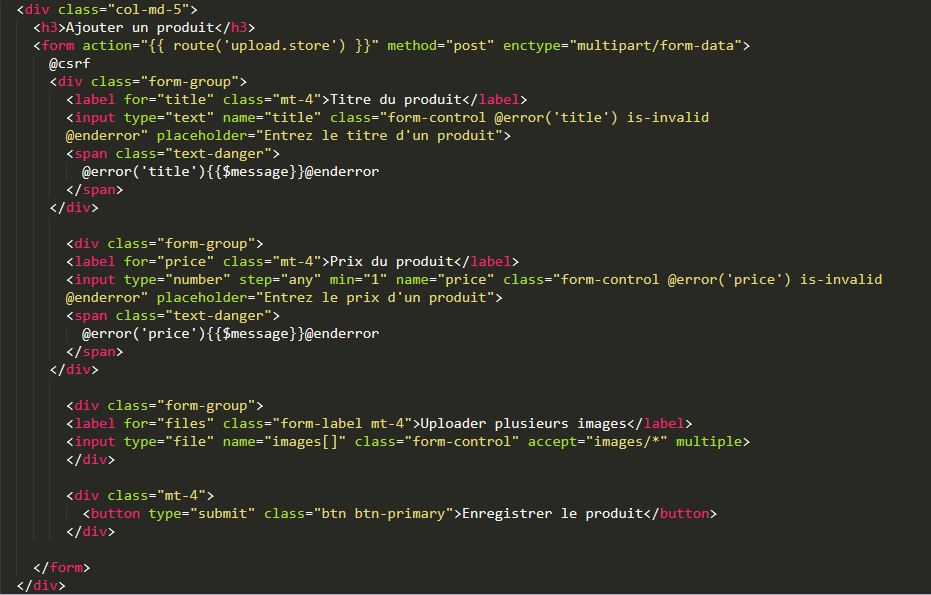 <div class="col-md-5">
<h3>Ajouter un produit</h3>
<form action="{{ route('upload.store') }}" method="post" enctype="multipart/form-data">
@csrf
<div class="form-group">
<label for="title" class="mt-4">Titre du produit</label>
<input type="text" name="title" class="form-control @error('title') is-invalid
@enderror" placeholder="Entrez le titre d'un produit">
<span class="text-danger">
@error('title'){{$message}}@enderror
</span>
</div>
<div class="form-group">
<label for="price" class="mt-4">Prix du produit</label>
<input type="number" step="any" min="1" name="price" class="form-control @error('price') is-invalid
@enderror" placeholder="Entrez le prix d'un produit">
<span class="text-danger">
@error('price'){{$message}}@enderror
</span>
</div>
<div class="form-group">
<label for="files" class="form-label mt-4">Uploader plusieurs images</label>
<input type="file" name="images[]" class="form-control" accept="images/*" multiple>
</div>
<div class="mt-4">
<button type="submit" class="btn btn-primary">Enregistrer le produit</button>
</div>
</form>
</div>